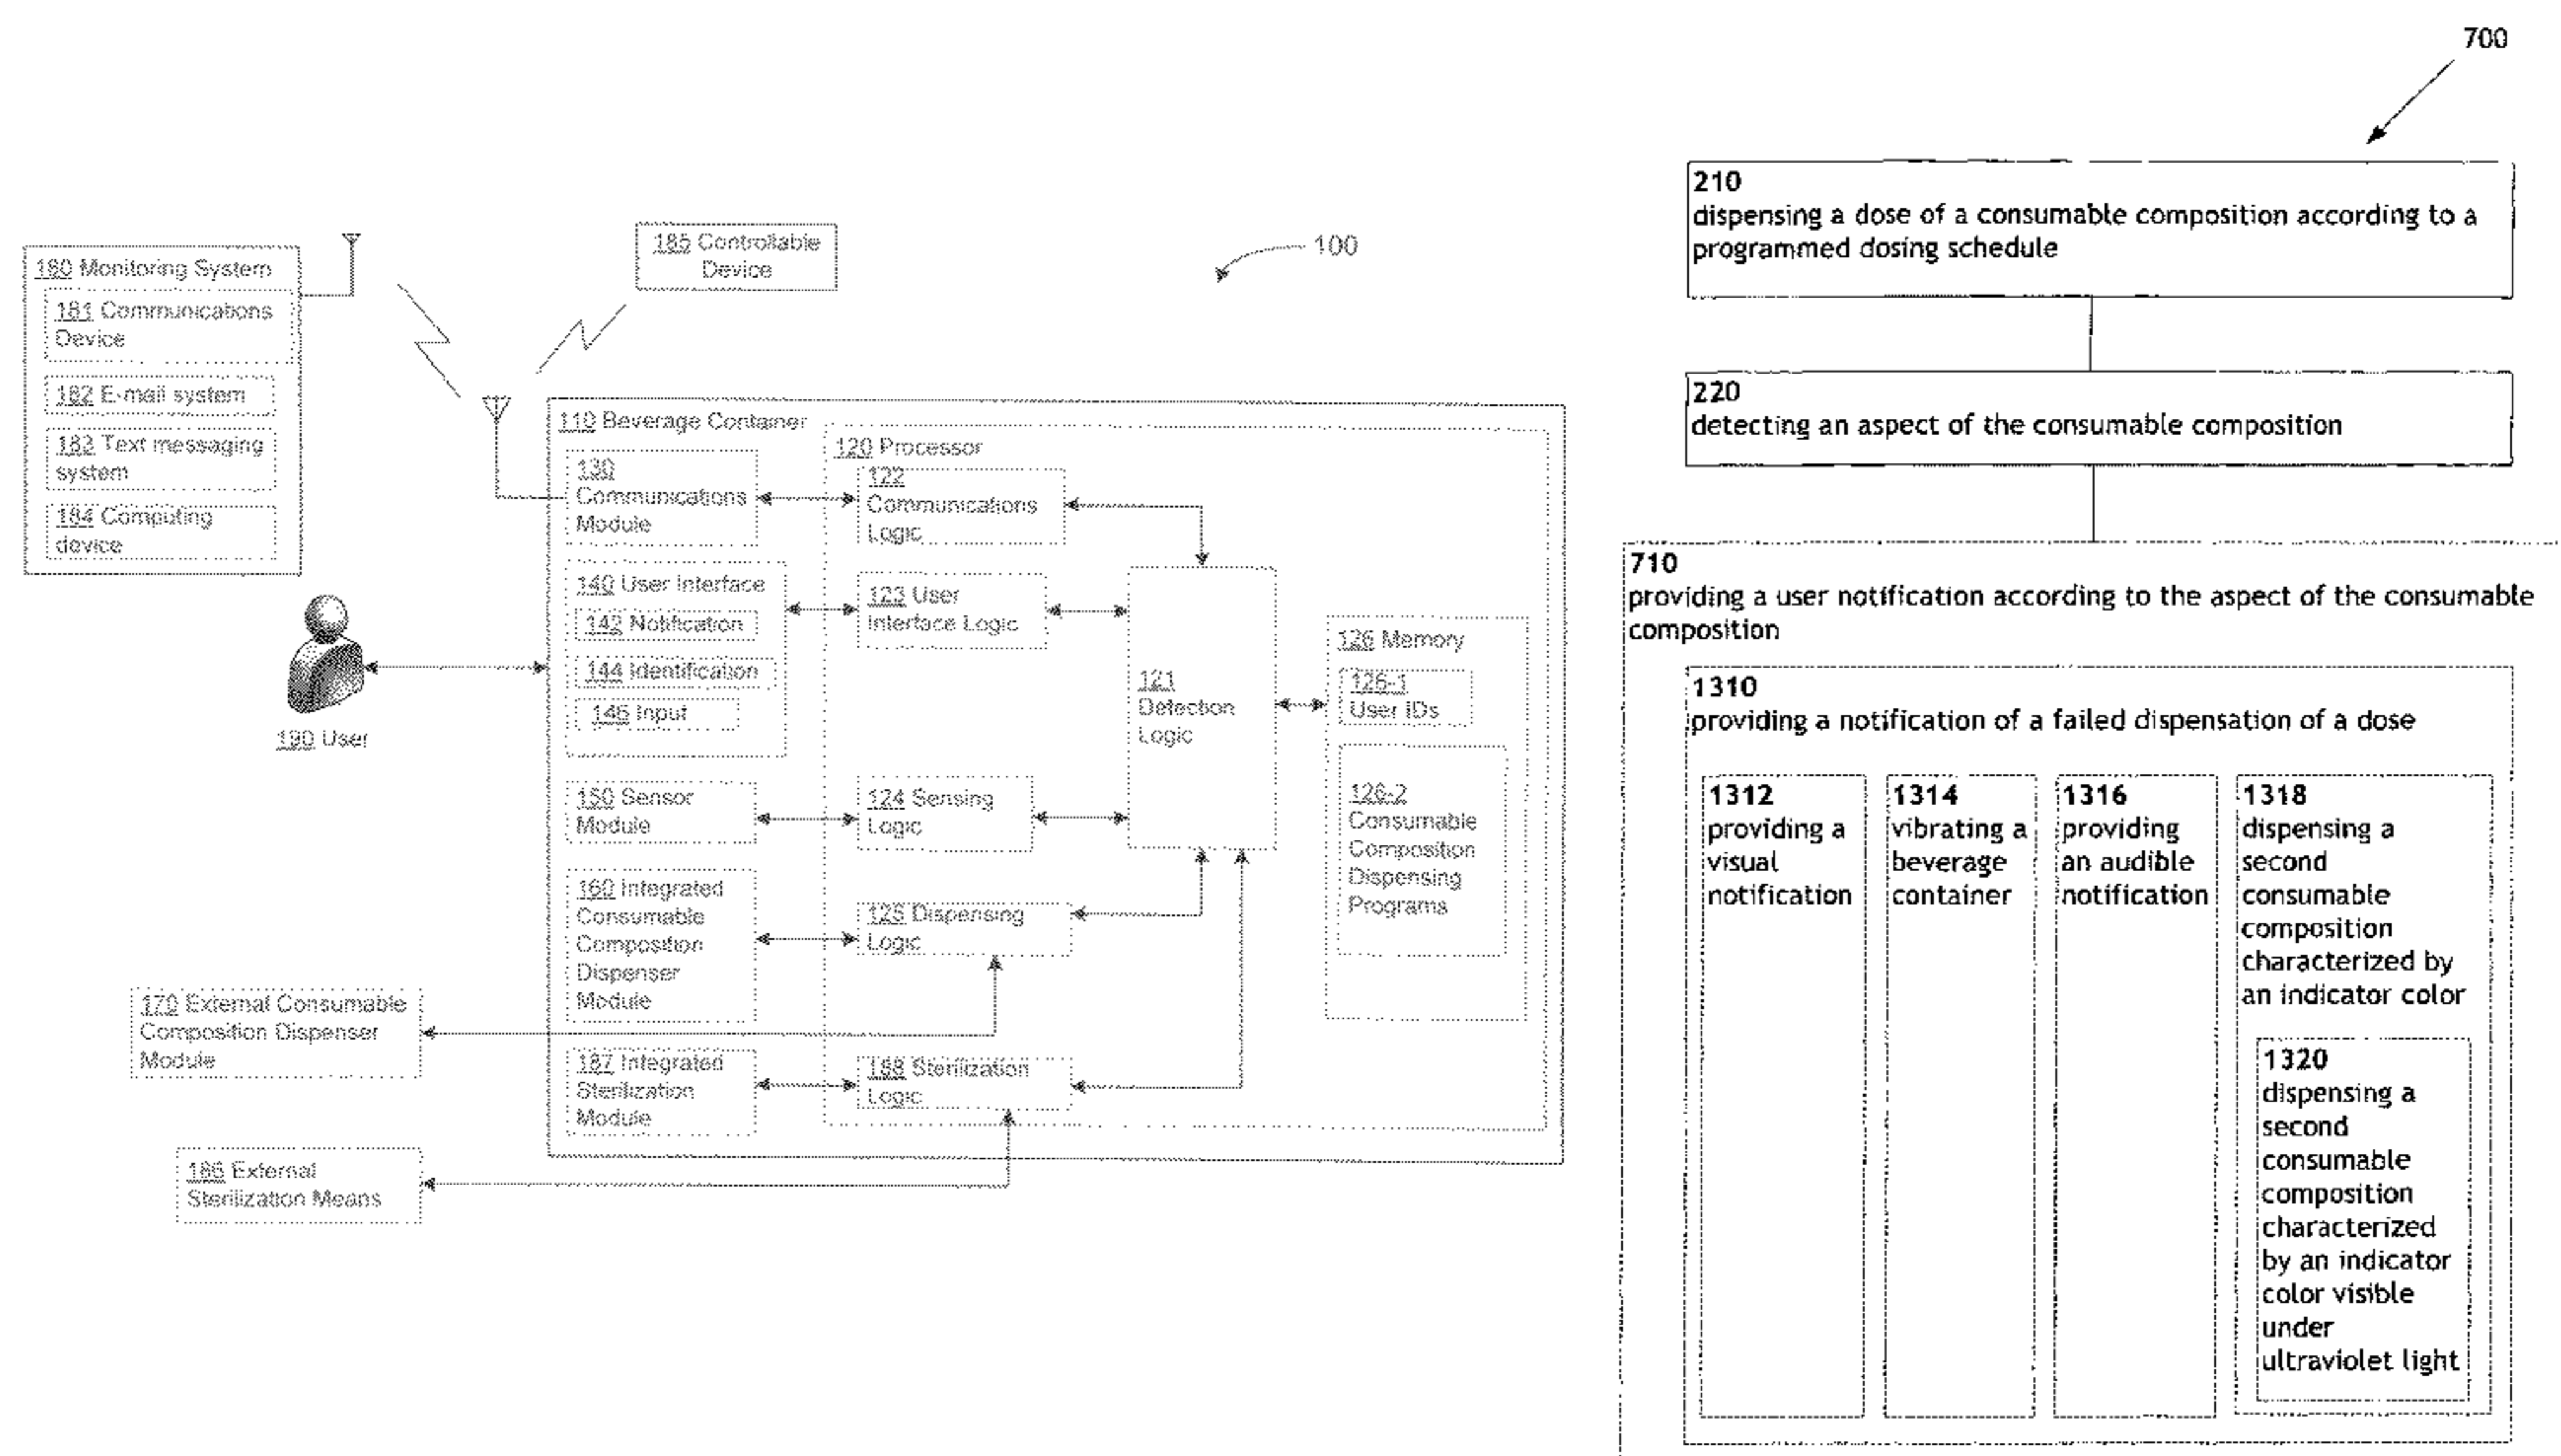 180 Monitoring System
181 Communications
Device
182 E-mail system
183 Text messaging
system
184 Computing
device
185 Controllable
Device
100
190 User
110 Beverage Container
130
Communications
Module
140 User Interface
142 Notification
144 Identification
146 Input
150 Sensor
Module
160 Integrated
Consumable
Composition
Dispenser
Module
187 Integrated
Sterilization
Module
120 Processor
122
Communications
Logic
123 User
Interface Logic
124 Sensing
Logic
125 Dispensing
Logic
188 Sterilization
Logic
121
Detection
Logic
126 Memory
126-1
User IDs
126-2
Consumable
Composition
Dispensing
Programs
170 External Consumable
Composition Dispenser
Module
186 External
Sterilization Means
700
210
dispensing a dose of a consumable composition according to a
programmed dosing schedule
220
detecting an aspect of the consumable composition
710
providing a user notification according to the aspect of the consumable
composition
1310
providing a notification of a failed dispensation of a dose
1312
providing a
visual
notification
1314
vibrating a
beverage
container
1316
providing
an audible
notification
1318
dispensing a
second
consumable
composition
characterized by
an indicator color
1320
dispensing a
second
consumable
composition
characterized
by an indicator
color visible
under
ultraviolet light